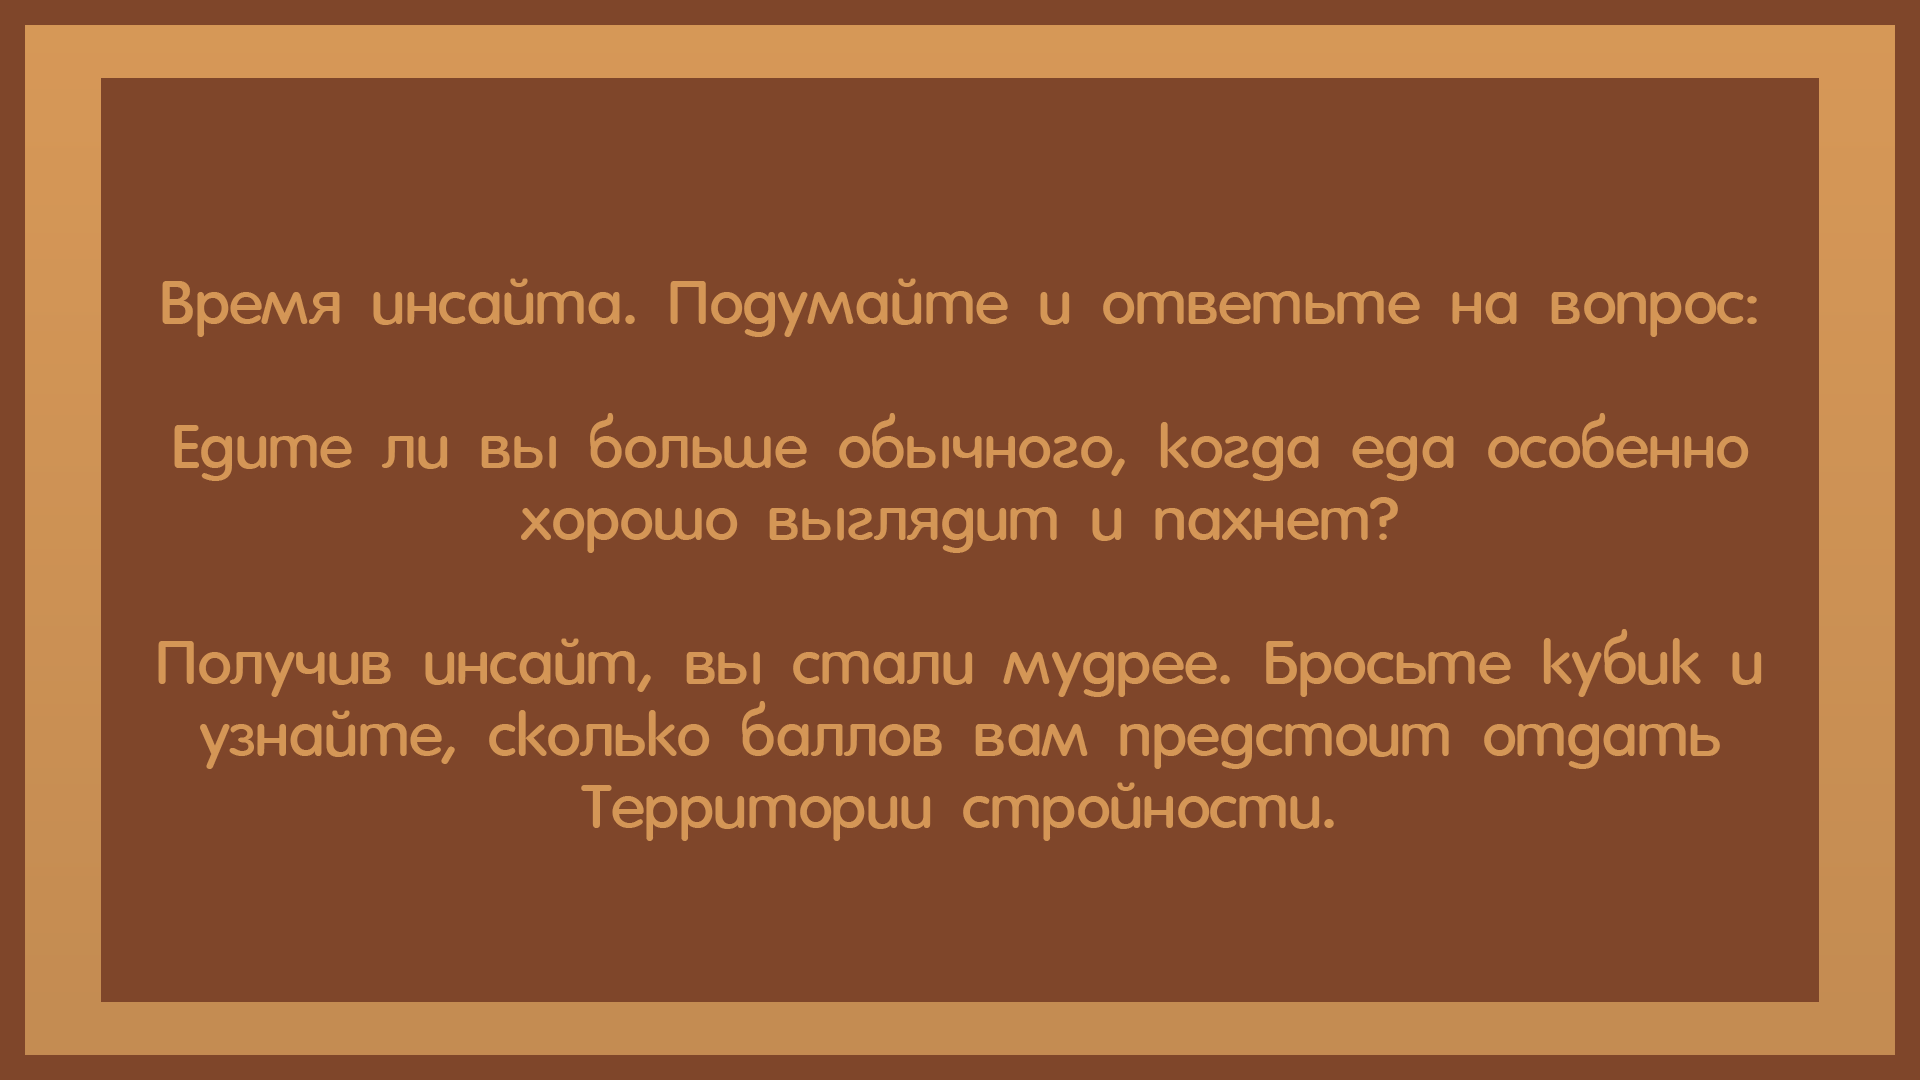 Время инсайта. Подумайте и ответьте на вопрос:
Едите ли вы больше обычного, когда еда особенно
хорошо выглядит и пахнет?
Получив инсайт, вы стали мудрее. Бросьте кубик и
узнайте, сколько баллов вам предстоит отдать
Территории стройности.